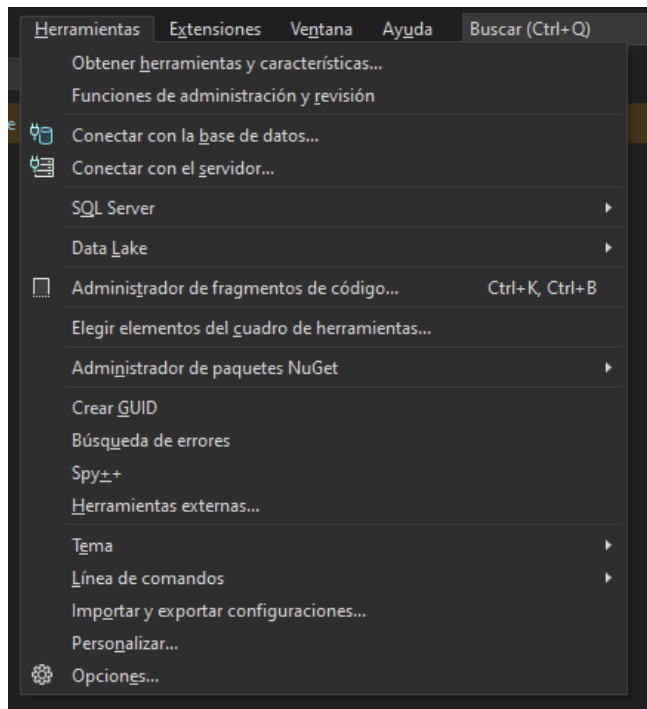 Herramientas Extensiones Ventana Ayuda Buscar (Ctrl+Q)
Obtener herramientas y características...
Funciones de administración y revisión
e
Conectar con la base de datos...
Conectar con el servidor...
SQL Server
Data Lake
Administrador de fragmentos de código... Ctrl+K, Ctrl+B
Elegir elementos del cuadro de herramientas...
Administrador de paquetes NuGet
Crear GUID
Búsqueda de errores
Spy++
Herramientas externas...
Tema
Línea de comandos
Importar y exportar configuraciones...
Personalizar...
Opciones...